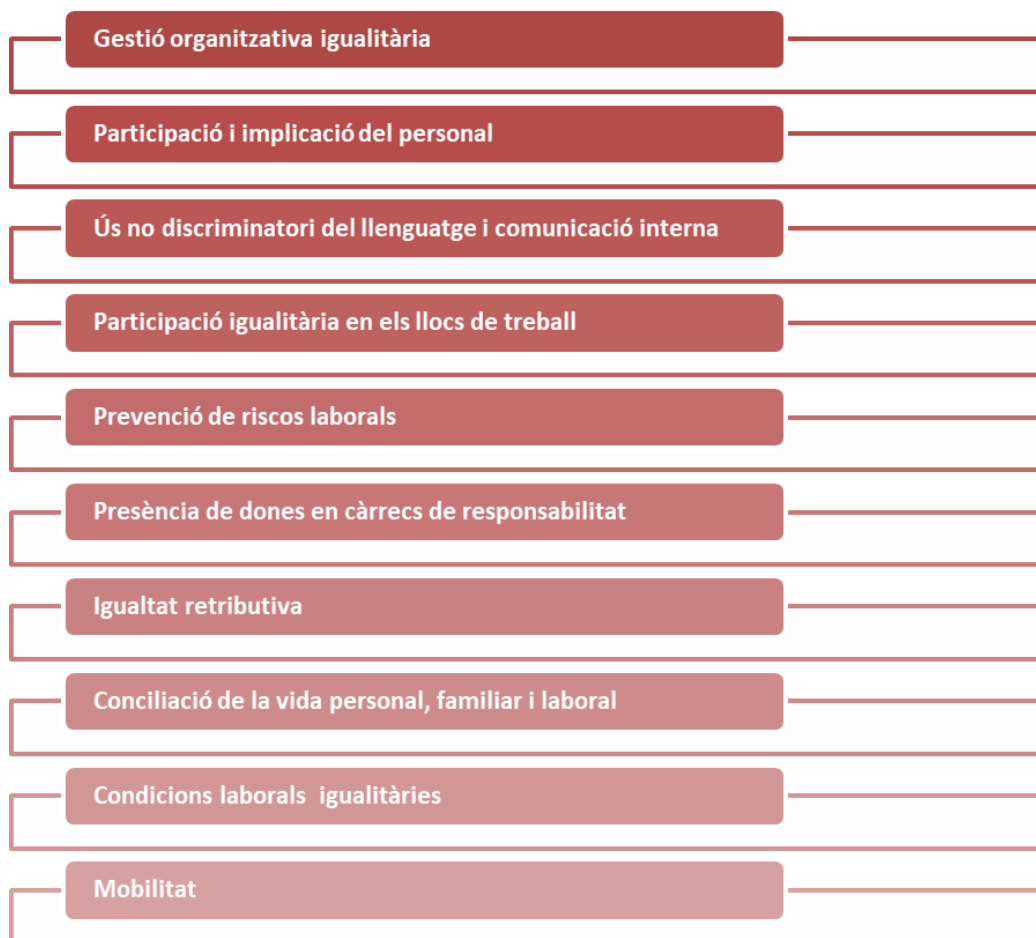 Gestió organitzativa igualitària
Participació i implicació del personal
Ús no discriminatori del llenguatge i comunicació interna
Participació igualitària en els llocs de treball
Prevenció de riscos laborals
Presència de dones en càrrecs de responsabilitat
Igualtat retributiva
Conciliació de la vida personal, familiar i laboral
Condicions laborals igualitàries
Mobilitat